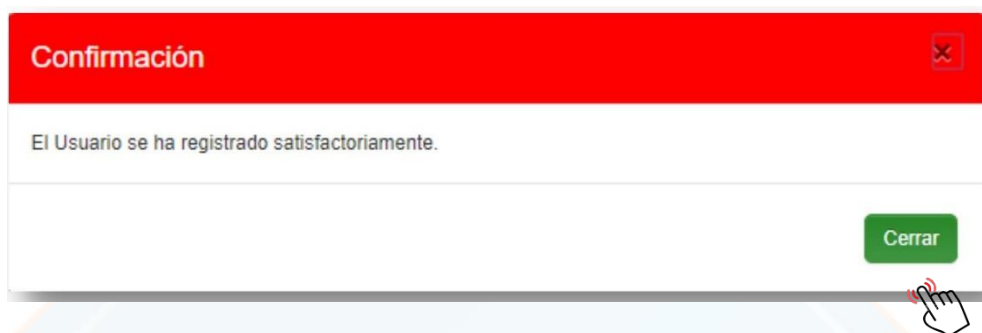 Confirmación
El Usuario se ha registrado satisfactoriamente.
Cerrar